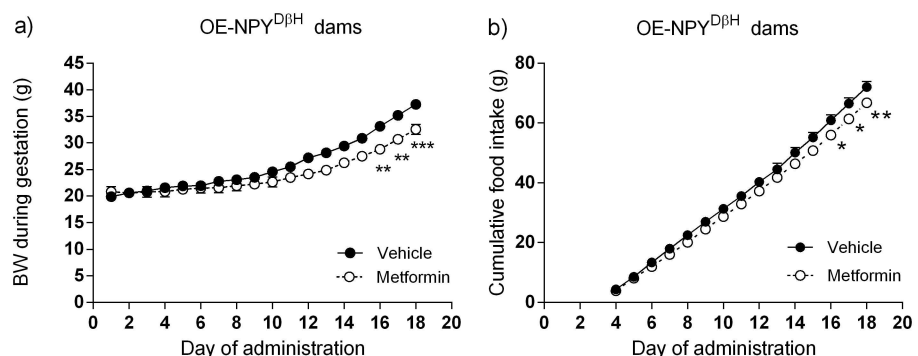 a)
OE-NPY^DβH dams
BW during gestation (g)
45
40
35
30
25
20
15
10
5
0
** ** ***
Vehicle
Metformin
0 2 4 6 8 10 12 14 16 18 20
Day of administration
b)
OE-NPY^DβH dams
Cumulative food intake (g)
80
60
40
20
0
* * **
Vehicle
Metformin
0 2 4 6 8 10 12 14 16 18 20
Day of administration